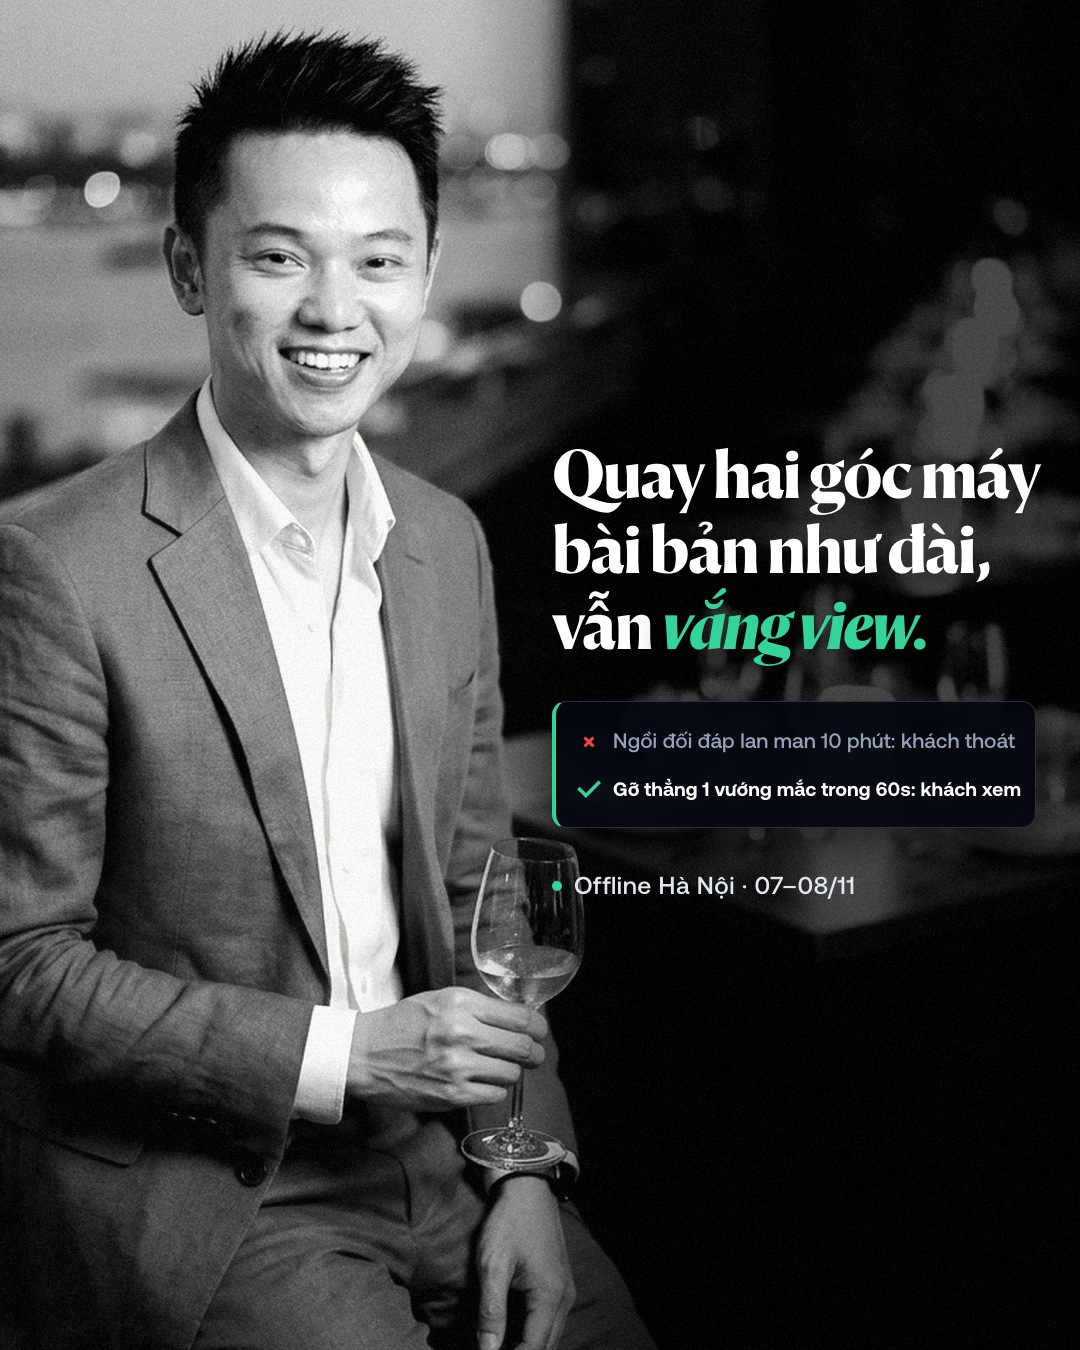 Quay hai góc máy
bài bản như đài,
vẫn vắng view.
Ngồi đối đáp lan man 10 phút: khách thoát
Gỡ thẳng 1 vướng mắc trong 60s: khách xem
Offline Hà Nội · 07–08/11